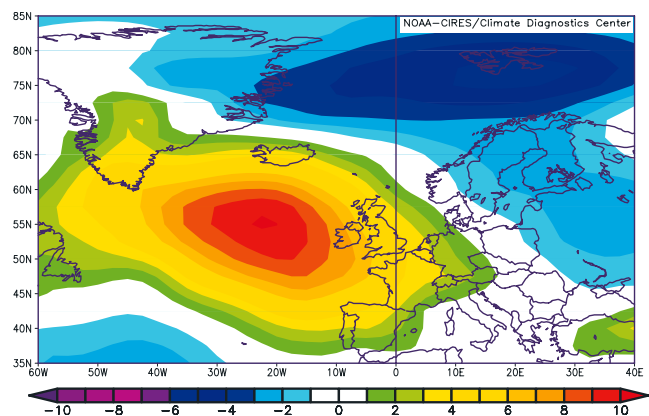 85N
NOAA-CIRES/Climate Diagnostics Center
80N
75N
70N
65N
60N
55N
50N
45N
40N
35N
60W 50W 40W 30W 20W 10W 0 10E 20E 30E 40E
-10 -8 -6 -4 -2 0 2 4 6 8 10